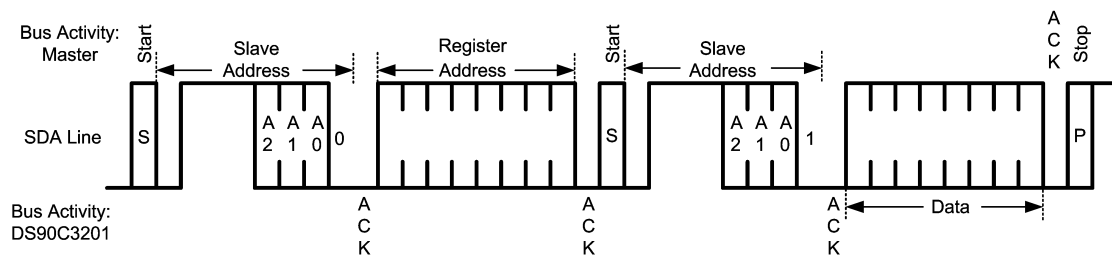 Bus Activity:
Master
Start
Slave
Address
Register
Address
Start
Slave
Address
A
C
K
Stop
SDA Line
S
A
2
A
1
A
0
0
S
A
2
A
1
A
0
1
P
Bus Activity:
DS90C3201
A
C
K
A
C
K
A
C
K
Data